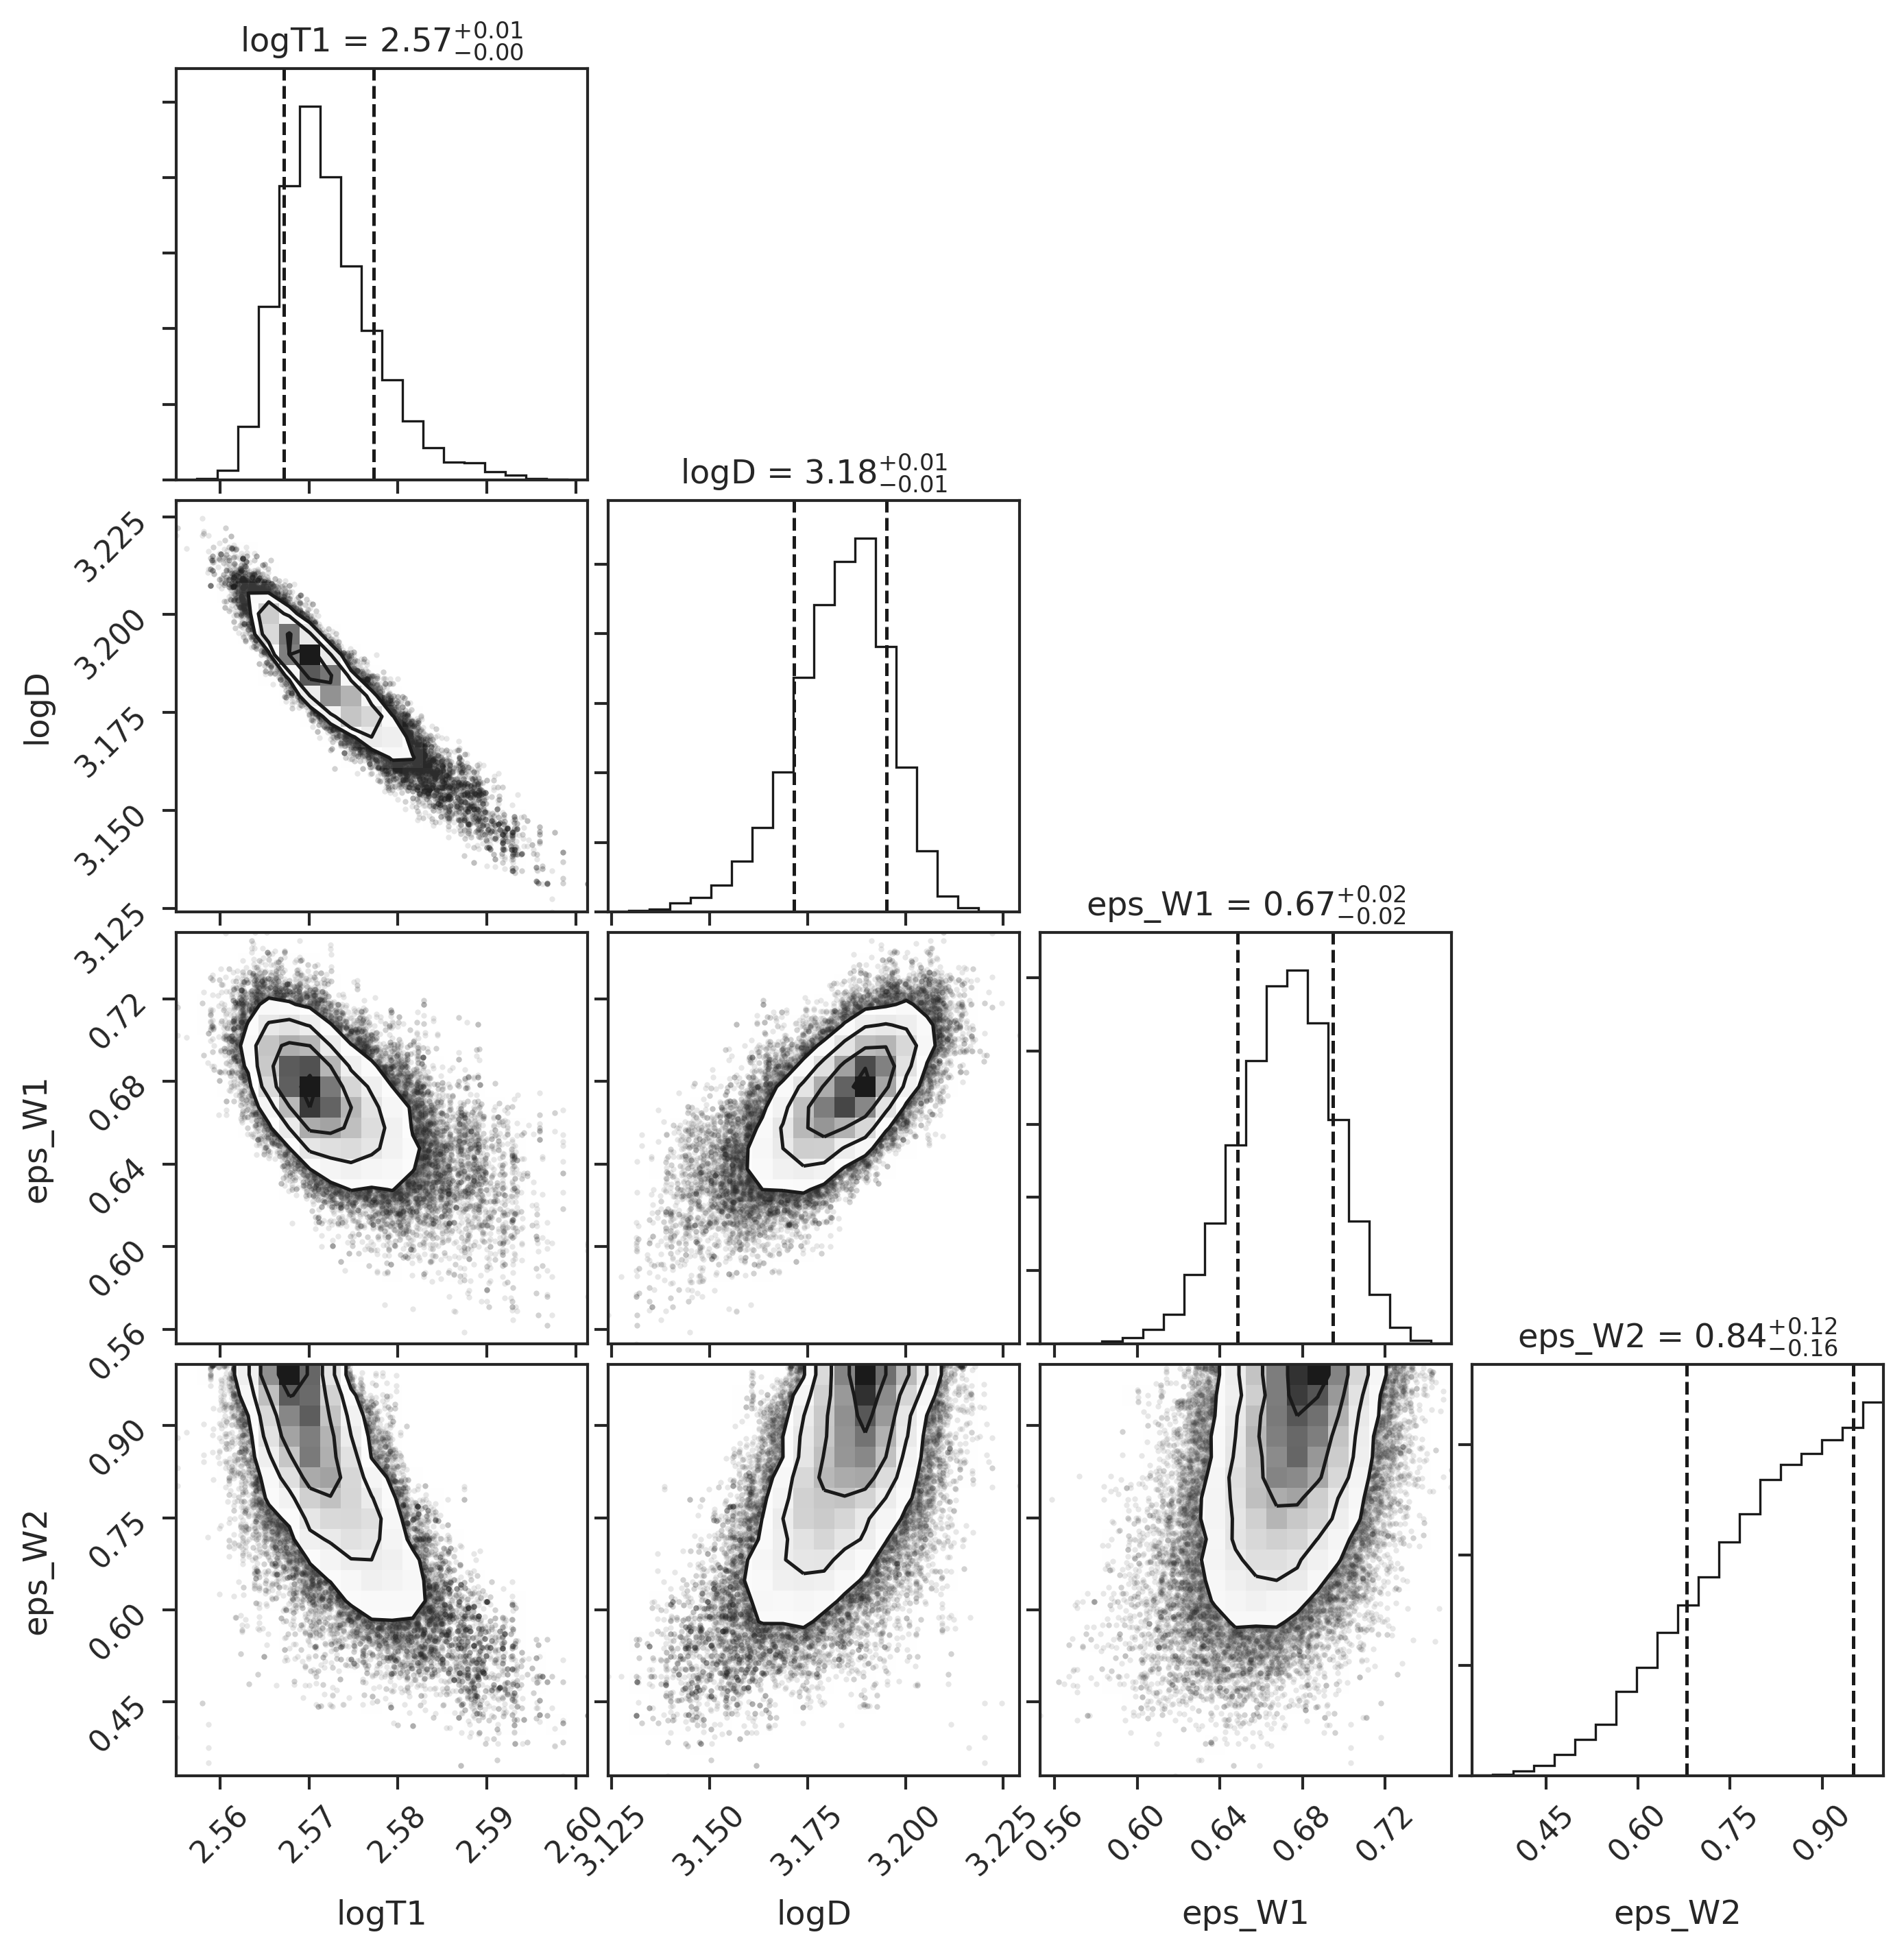 logT1 = 2.57+0.01−0.00
logD = 3.18+0.01−0.01
eps_W1 = 0.67+0.02−0.02
eps_W2 = 0.84+0.12−0.16
3.225
3.200
3.175
3.150
3.125
logD
0.72
0.68
0.64
0.60
0.56
eps_W1
0.90
0.75
0.60
0.45
eps_W2
2.56 2.57 2.58 2.59 2.60
3.125 3.150 3.175 3.200 3.225
0.56 0.60 0.64 0.68 0.72
0.45 0.60 0.75 0.90
logT1 logD eps_W1 eps_W2